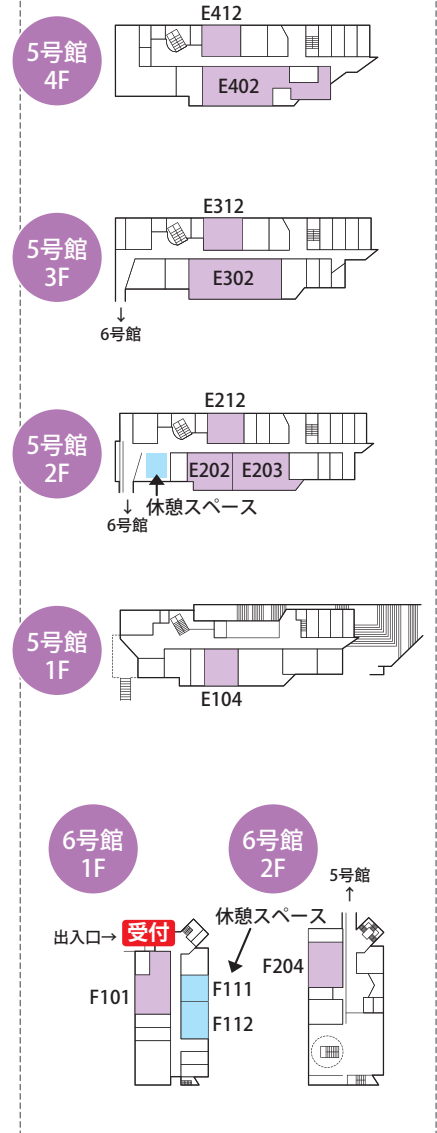 E412
5号館
4F
E402
E312
5号館
3F
E302
↓
6号館
E212
5号館
2F
E202 E203
↓
6号館
休憩スペース
5号館
1F
E104
6号館
1F
6号館
2F
5号館
↑
休憩スペース
出入口→ 受付
F101
F111
F112
F204